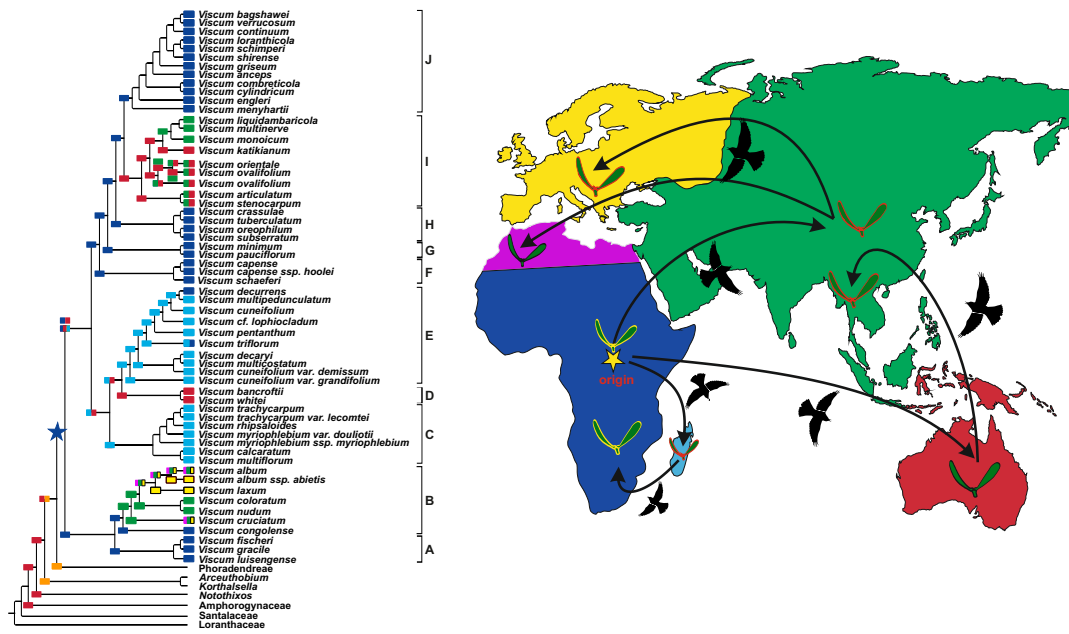 Viscum bagshawei
Viscum verrucosum
Viscum continuum
Viscum loranthicola
Viscum schimperi
Viscum shirense
Viscum griseum
Viscum anceps
Viscum combreticola
Viscum cylindricum
Viscum engleri
Viscum menyhartii
J
Viscum liquidambaricola
Viscum multinerve
Viscum monoicum
Viscum katikianum
Viscum orientale
Viscum ovalifolium
Viscum ovalifolium
Viscum articulatum
Viscum stenocarpum
I
Viscum crassulae
Viscum tuberculatum
Viscum oreophilum
Viscum subserratum
H
Viscum minimum
Viscum pauciflorum
G
Viscum capense
Viscum capense ssp. hoolei
Viscum schaeferi
F
Viscum decurrens
Viscum multipedunculatum
Viscum cuneifolium
Viscum cf. lophiocladum
Viscum pentanthum
Viscum triflorum
Viscum decaryi
Viscum multicostatum
Viscum cuneifolium var. demissum
Viscum cuneifolium var. grandifolium
E
Viscum bancroftii
Viscum whitei
D
Viscum trachycarpum
Viscum trachycarpum var. lecomtei
Viscum rhipsaloides
Viscum myriophlebium var. douliotii
Viscum myriophlebium ssp. myriophlebium
Viscum calcaratum
Viscum multiflorum
C
Viscum album
Viscum album ssp. abietis
Viscum laxum
Viscum coloratum
Viscum nudum
Viscum cruciatum
Viscum congolense
B
Viscum fischeri
Viscum gracile
Viscum luisengense
A
Phoradendreae
Arceuthobium
Korthalsella
Notothixos
Amphorogynaceae
Santalaceae
Loranthaceae
origin